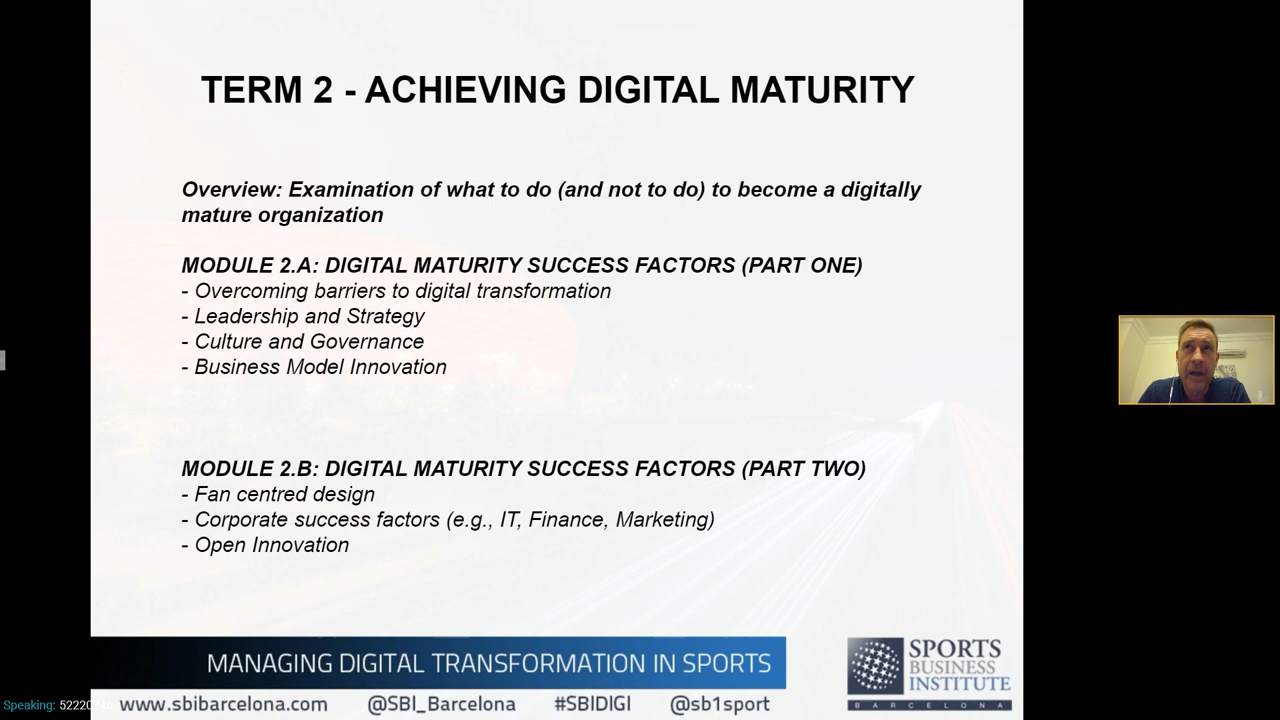 TERM 2 - ACHIEVING DIGITAL MATURITY
Overview: Examination of what to do (and not to do) to become a digitally
mature organization
MODULE 2.A: DIGITAL MATURITY SUCCESS FACTORS (PART ONE)
- Overcoming barriers to digital transformation
- Leadership and Strategy
- Culture and Governance
- Business Model Innovation
MODULE 2.B: DIGITAL MATURITY SUCCESS FACTORS (PART TWO)
- Fan centred design
- Corporate success factors (e.g., IT, Finance, Marketing)
- Open Innovation
MANAGING DIGITAL TRANSFORMATION IN SPORTS
SPORTS
BUSINESS
INSTITUTE
BARCELONA
Speaking:
www.sbibarcelona.com @SBI_Barcelona #SBIDIGI @sb1sport